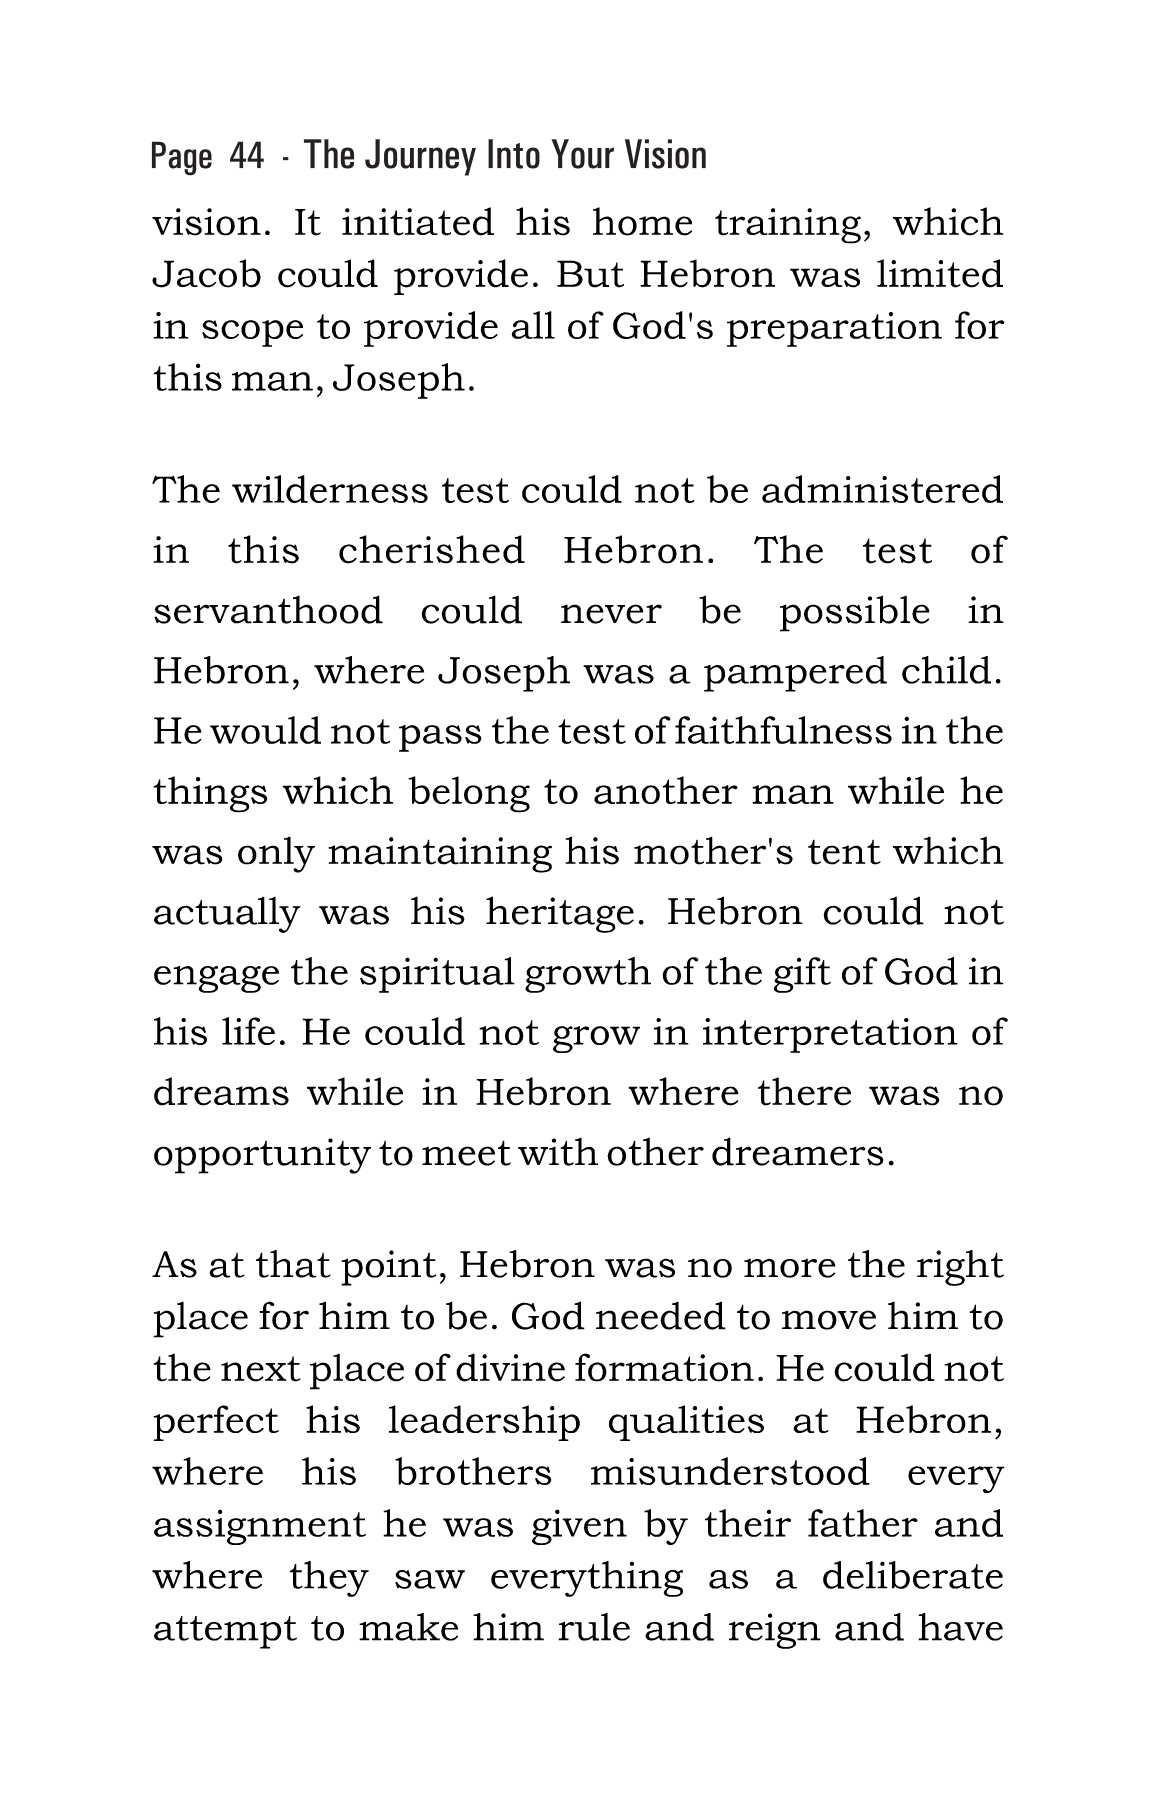 Page 44 - The Journey Into Your Vision
vision. It initiated his home training, which
Jacob could provide. But Hebron was limited
in scope to provide all of God's preparation for
this man, Joseph.
The wilderness test could not be administered
in this cherished Hebron. The test of
servanthood could never be possible in
Hebron, where Joseph was a pampered child.
He would not pass the test of faithfulness in the
things which belong to another man while he
was only maintaining his mother's tent which
actually was his heritage. Hebron could not
engage the spiritual growth of the gift of God in
his life. He could not grow in interpretation of
dreams while in Hebron where there was no
opportunity to meet with other dreamers.
As at that point, Hebron was no more the right
place for him to be. God needed to move him to
the next place of divine formation. He could not
perfect his leadership qualities at Hebron,
where his brothers misunderstood every
assignment he was given by their father and
where they saw everything as a deliberate
attempt to make him rule and reign and have